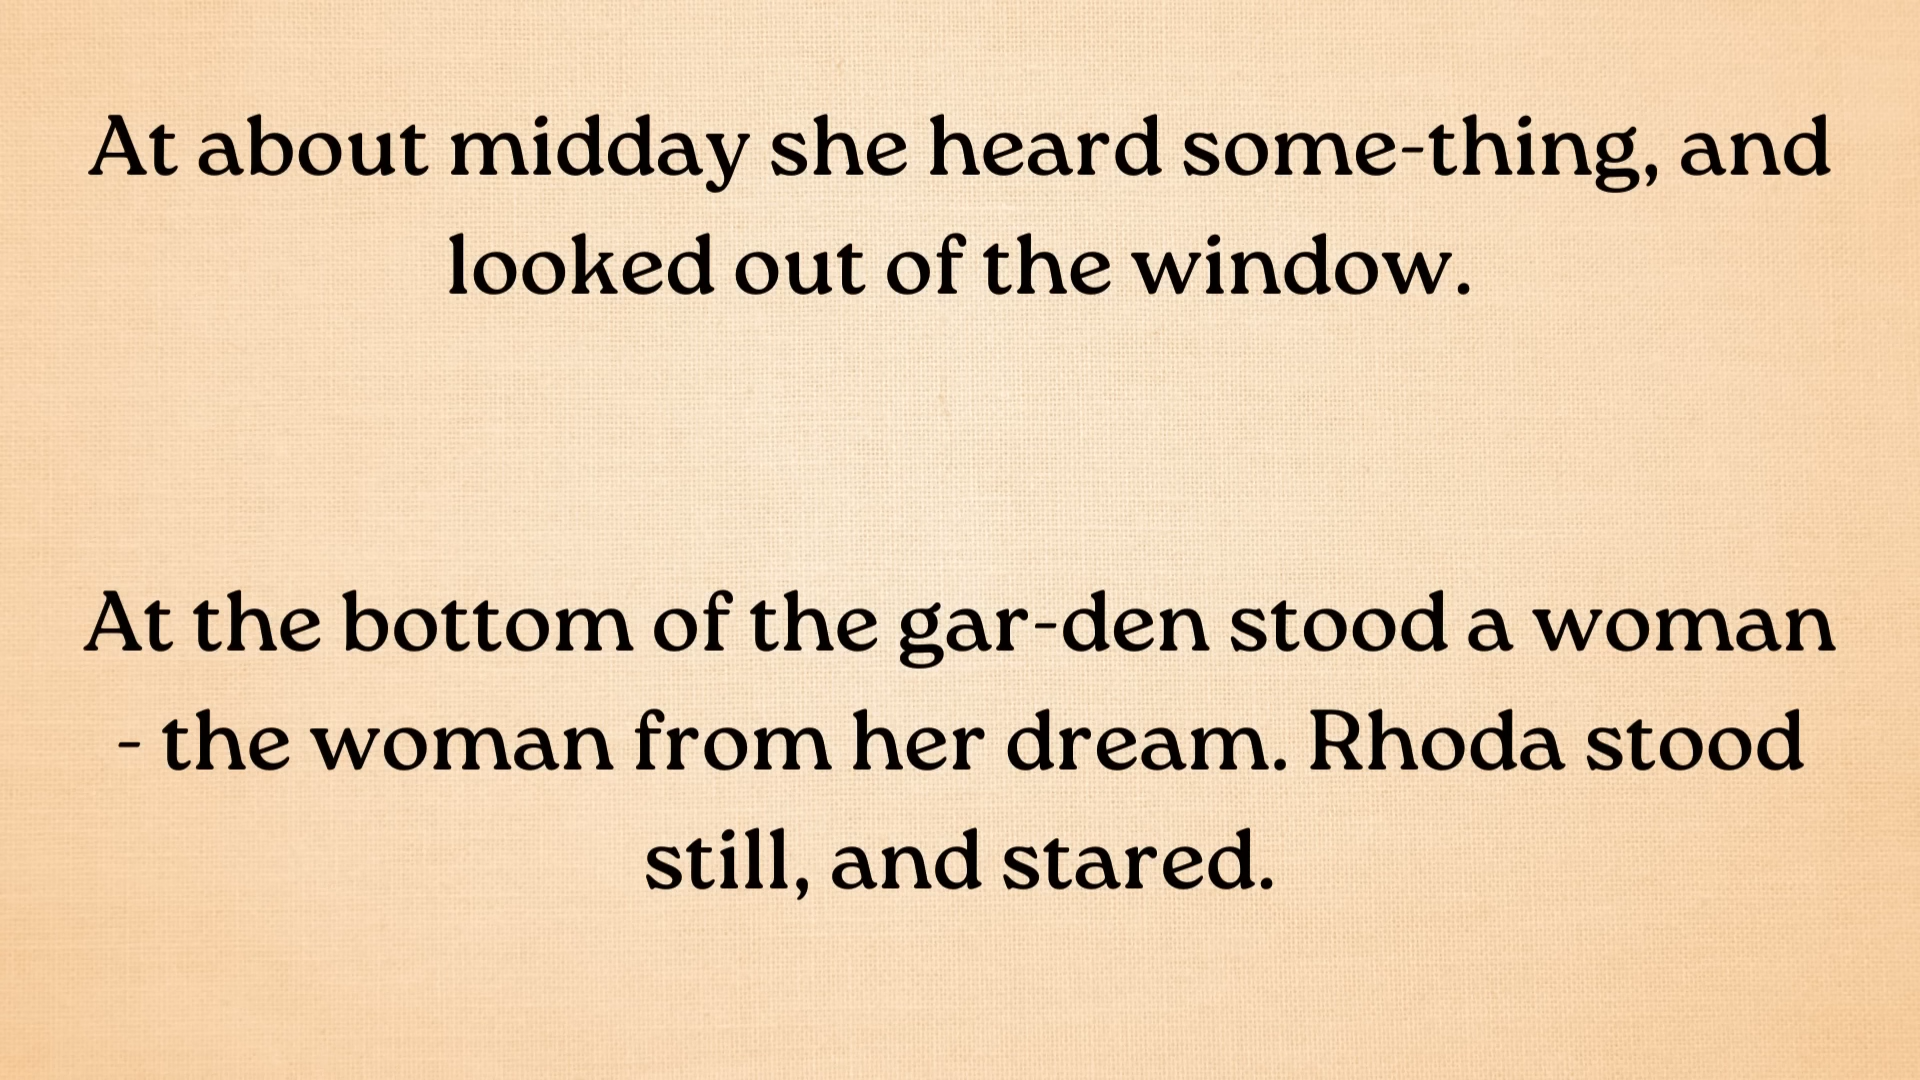 At about midday she heard some-thing, and
looked out of the window.
At the bottom of the gar-den stood a woman
- the woman from her dream. Rhoda stood
still, and stared.